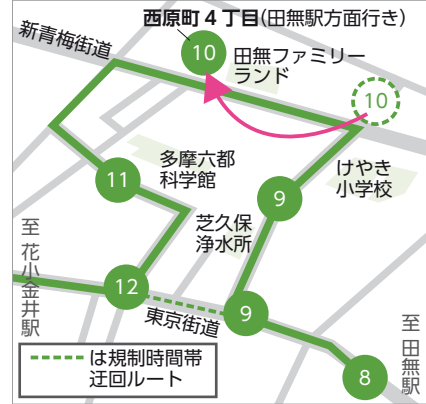 西原町4丁目(田無駅方面行き)
新青梅街道
10
田無ファミリー
ランド
10
多摩六都
科学館
11
9
けやき
小学校
芝久保
浄水所
至 花小金井駅
12
東京街道
9
至 田無駅
8
は規制時間帯
迂回ルート